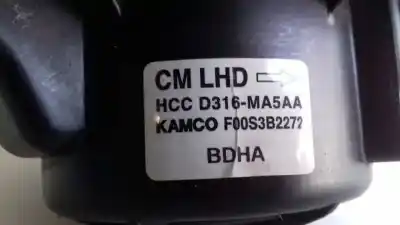 CM LHD ⇨
HCC D316-MA5AA
KAMCO F00S3B2272
BDHA